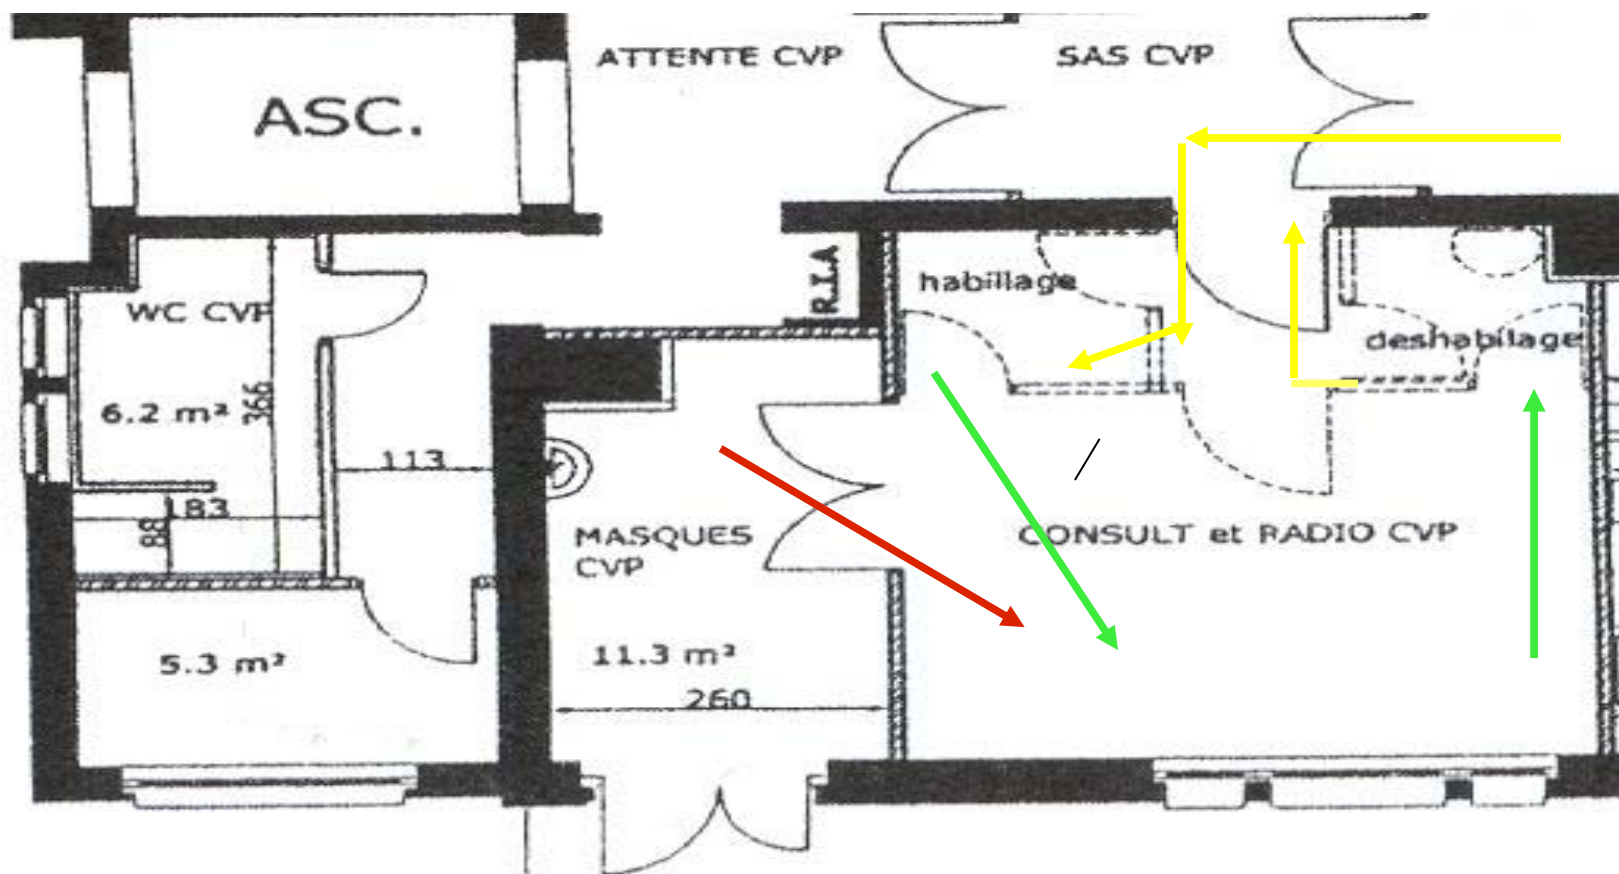 ATTENTE CVP
SAS CVP
ASC.
R.I.A
habillage
WC CVP
deshabilage
366
6.2 m²
113
183
88
MASQUES
CVP
CONSULT et RADIO CVP
5.3 m²
11.3 m²
260